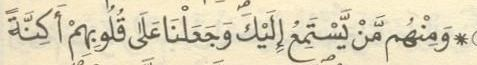 * وَمِنْهُم مَّنْ يَّسْتَمِعُ إِلَيْكَۖ وَجَعَلْنَا عَلَىٰ قُلُوبِهِمْ أَكِنَّةً